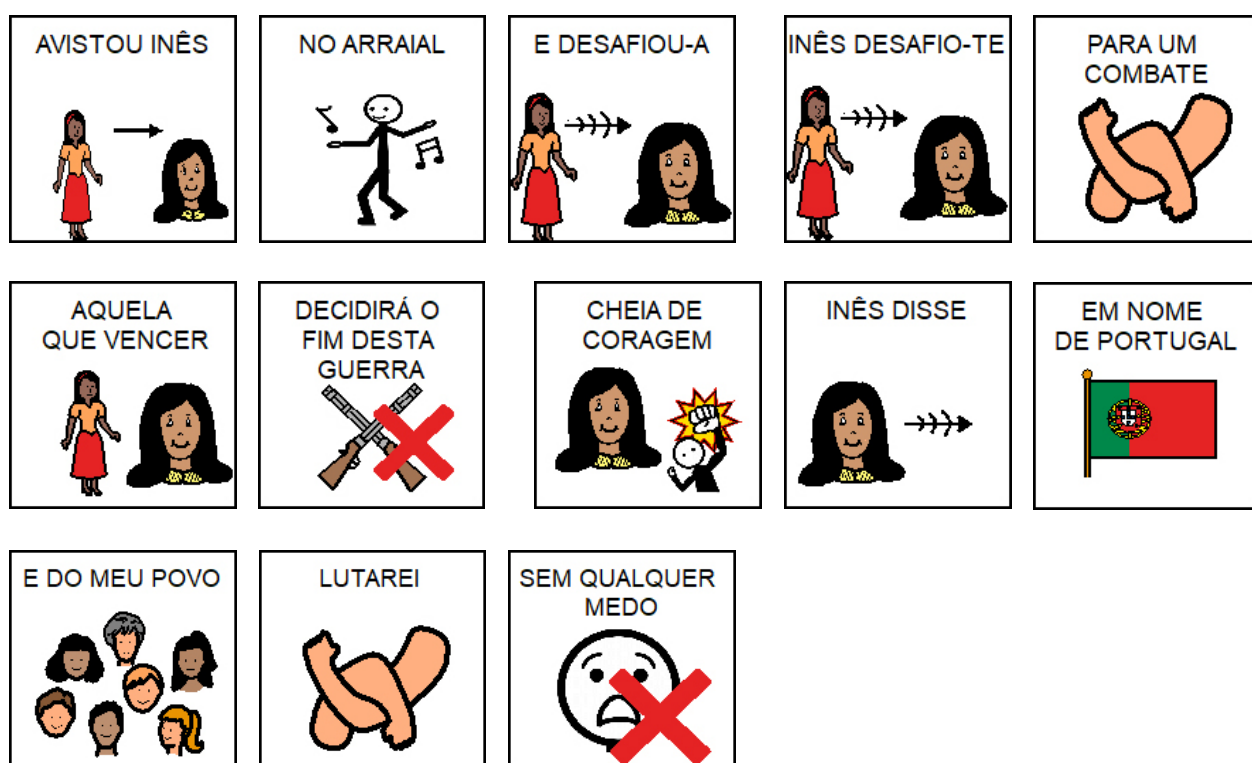 AVISTOU INÊS
NO ARRAIAL
E DESAFIOU-A
INÊS DESAFIO-TE
PARA UM
COMBATE
AQUELA
QUE VENCER
DECIDIRÁ O
FIM DESTA
GUERRA
CHEIA DE
CORAGEM
INÊS DISSE
EM NOME
DE PORTUGAL
E DO MEU POVO
LUTAREI
SEM QUALQUER
MEDO